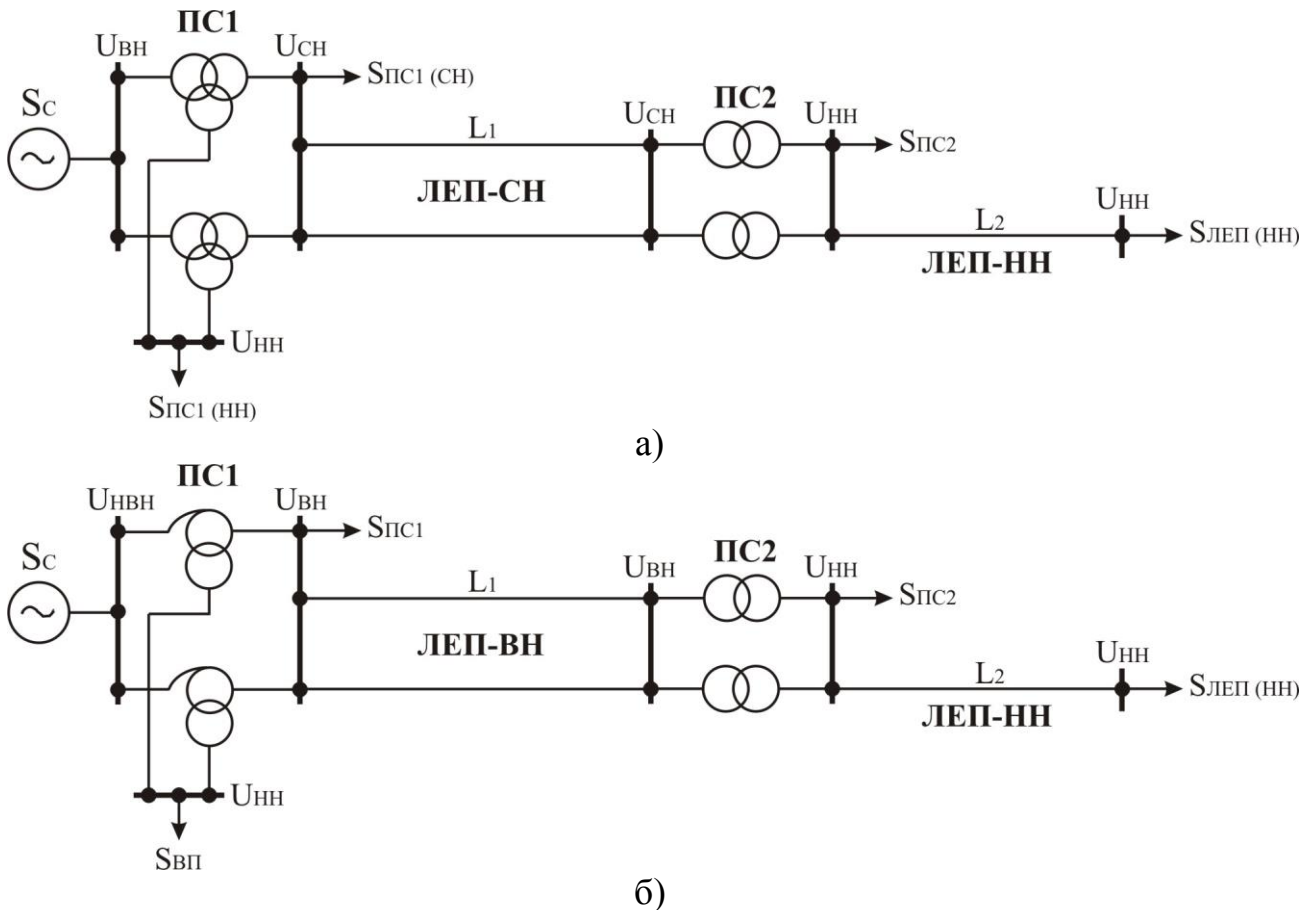 ПС1
UВН
UСН
SПС1 (СН)
SС
ПС2
L1
UСН
UНН
SПС2
ЛЕП-СН
UНН
L2
SЛЕП (НН)
ЛЕП-НН
UНН
SПС1 (НН)
а)
ПС1
UНВН
UВН
SПС1
SС
ПС2
L1
UВН
UНН
SПС2
ЛЕП-ВН
UНН
L2
SЛЕП (НН)
ЛЕП-НН
UНН
SВП
б)